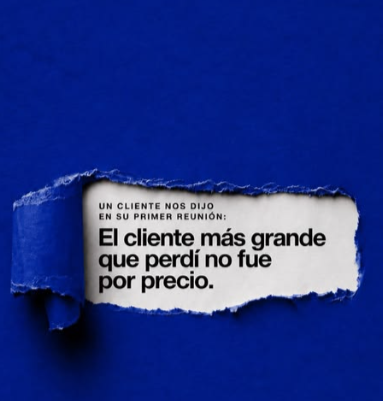 UN CLIENTE NOS DIJO
EN SU PRIMER REUNIÓN:
El cliente más grande
que perdí no fue
por precio.